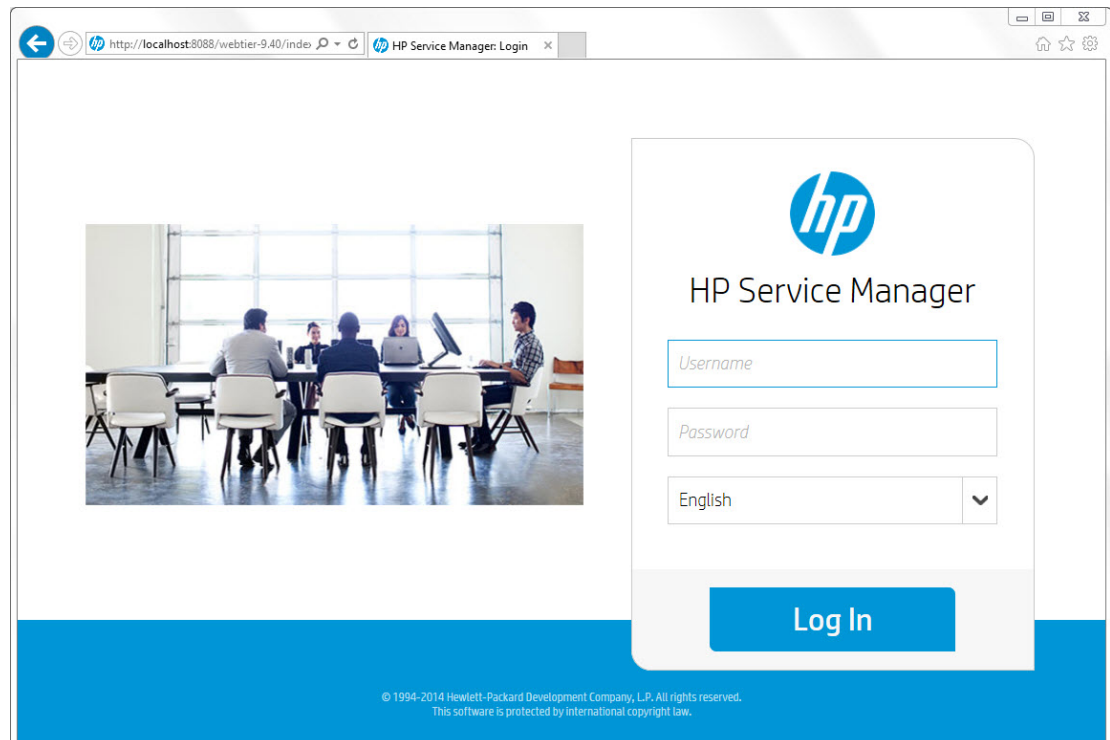 http://localhost:8088/webtier-9.40/inde
HP Service Manager: Login
hp
HP Service Manager
Username
Password
English
Log In
© 1994-2014 Hewlett-Packard Development Company, L.P. All rights reserved.
This software is protected by international copyright law.